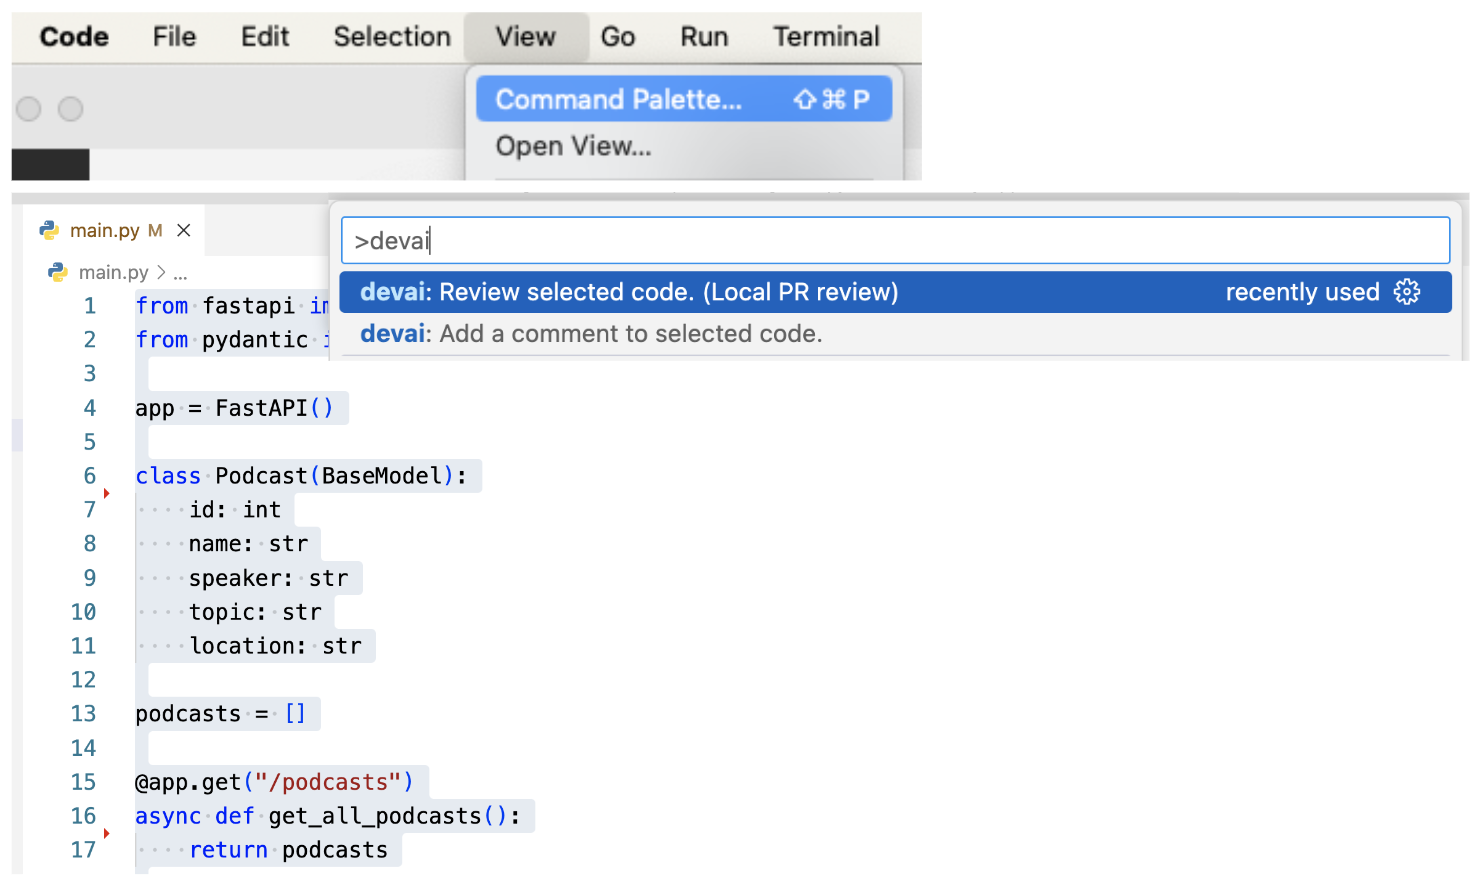 Code File Edit Selection View Go Run Terminal
Command Palette... ⇧⌘P
Open View...
main.py M ×
>devai
main.py > ...
devai: Review selected code. (Local PR review) recently used
devai: Add a comment to selected code.
1 from fastapi im
2 from pydantic i
3
4 app = FastAPI()
5
6 class Podcast(BaseModel):
7 id: int
8 name: str
9 speaker: str
10 topic: str
11 location: str
12
13 podcasts = []
14
15 @app.get("/podcasts")
16 async def get_all_podcasts():
17 return podcasts